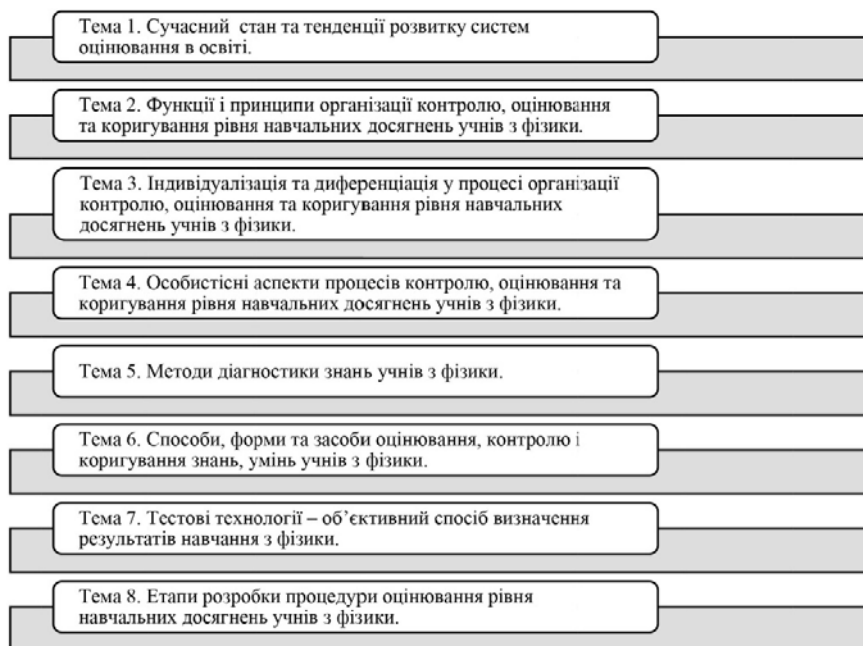 Тема 1. Сучасний стан та тенденції розвитку систем
оцінювання в освіті.
Тема 2. Функції і принципи організації контролю, оцінювання
та коригування рівня навчальних досягнень учнів з фізики.
Тема 3. Індивідуалізація та диференціація у процесі організації
контролю, оцінювання та коригування рівня навчальних
досягнень учнів з фізики.
Тема 4. Особистісні аспекти процесів контролю, оцінювання та
коригування рівня навчальних досягнень учнів з фізики.
Тема 5. Методи діагностики знань учнів з фізики.
Тема 6. Способи, форми та засоби оцінювання, контролю і
коригування знань, умінь учнів з фізики.
Тема 7. Тестові технології – об’єктивний спосіб визначення
результатів навчання з фізики.
Тема 8. Етапи розробки процедури оцінювання рівня
навчальних досягнень учнів з фізики.